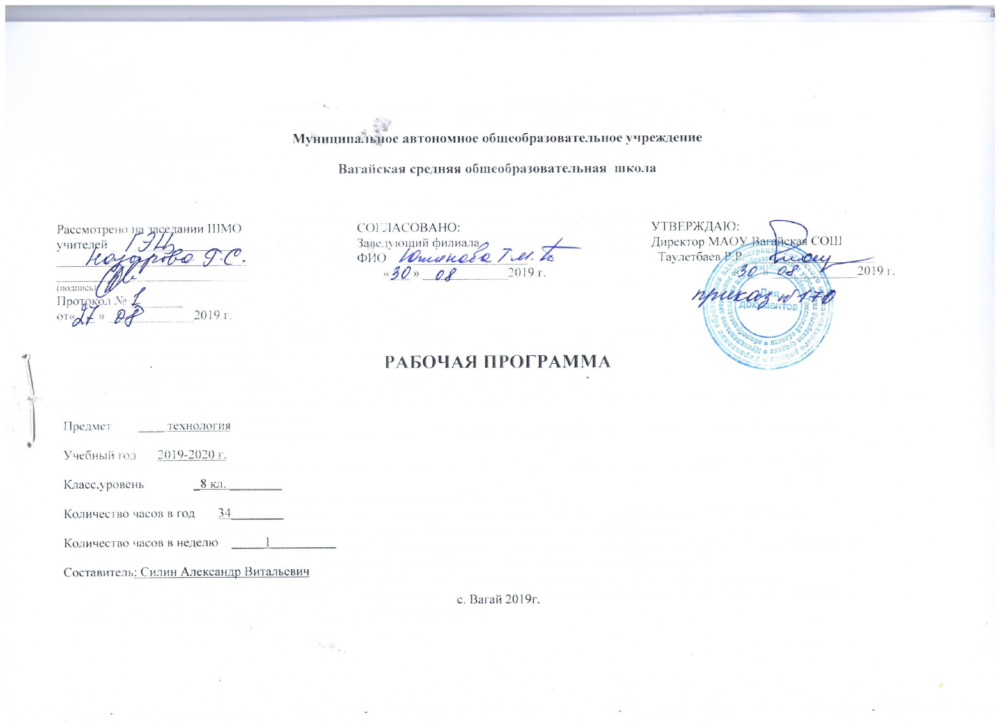 Муниципальное автономное общеобразовательное учреждение
Вагайская средняя общеобразовательная школа
Рассмотрено на заседании ШМО
учителей ГЭЦ
Назарова Г.С.
(подпись)
Протокол № 1
от«27 » 08 2019 г.
СОГЛАСОВАНО:
Заведующий филиала
ФИО Т.М.
«30 » 08 2019 г.
УТВЕРЖДАЮ:
Директор МАОУ Вагайская СОШ
Таулетбаев Р.Р.
«30 » 08 2019 г.
приказ № 170
Для
документов
РАБОЧАЯ ПРОГРАММА
Предмет технология
Учебный год 2019-2020 г.
Класс,уровень 8 кл.
Количество часов в год 34
Количество часов в неделю 1
Составитель: Силин Александр Витальевич
с. Вагай 2019г.